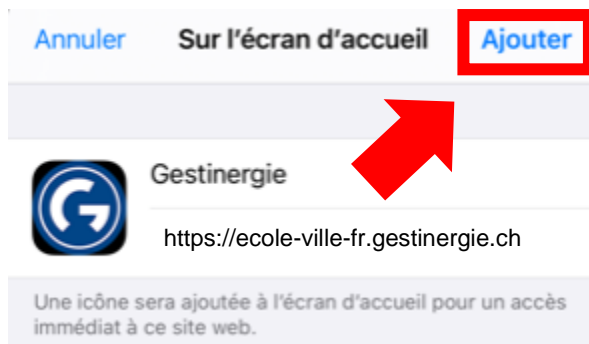 Annuler Sur l'écran d'accueil Ajouter
Gestinergie
https://ecole-ville-fr.gestinergie.ch
Une icône sera ajoutée à l'écran d'accueil pour un accès
immédiat à ce site web.